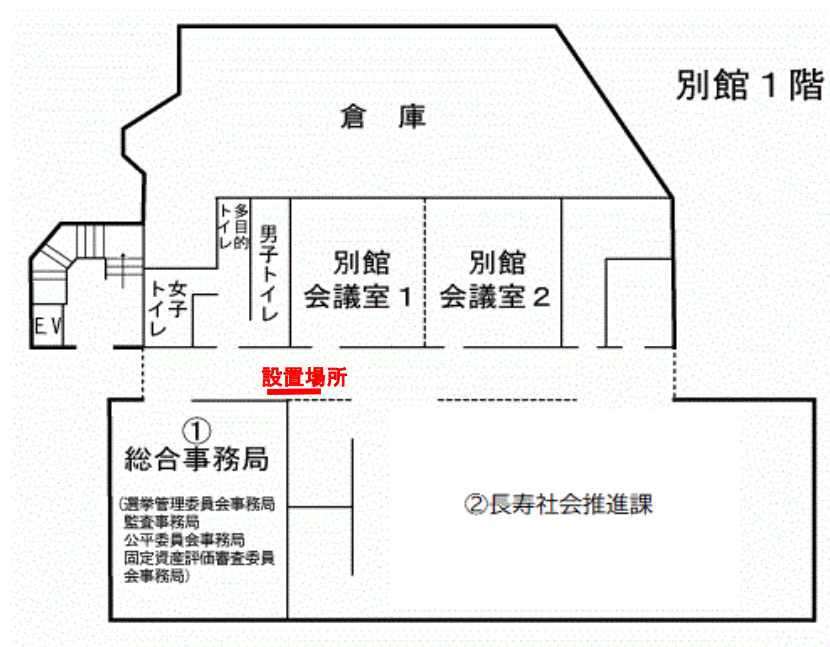 別館１階
倉　庫
多目的
トイレ
男子トイレ
女子
トイレ
別館
会議室１
別館
会議室２
EV
設置場所
①
総合事務局
（選挙管理委員会事務局
監査事務局
公平委員会事務局
固定資産評価審査委員
会事務局）
②長寿社会推進課